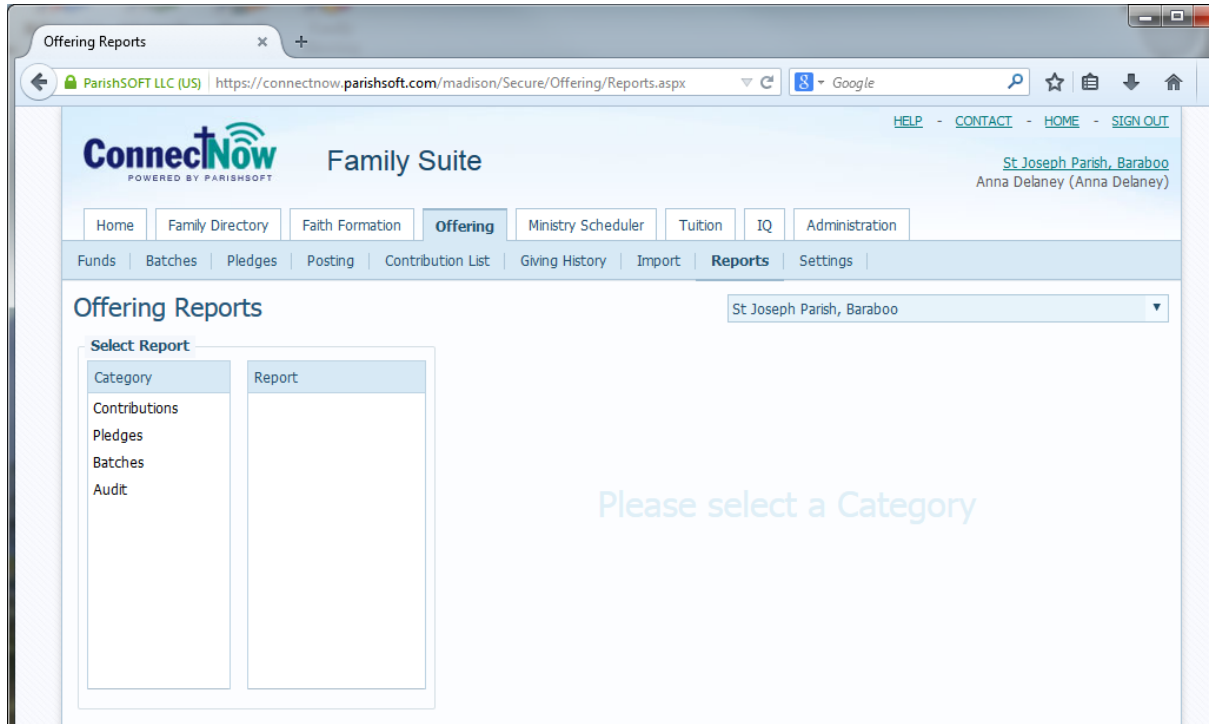 Offering Reports
ParishSOFT LLC (US) https://connectnow.parishsoft.com/madison/Secure/Offering/Reports.aspx Google
HELP - CONTACT - HOME - SIGN OUT
ConnectNow
POWERED BY PARISHSOFT
Family Suite
St Joseph Parish, Baraboo
Anna Delaney (Anna Delaney)
Home Family Directory Faith Formation Offering Ministry Scheduler Tuition IQ Administration
Funds Batches Pledges Posting Contribution List Giving History Import Reports Settings
Offering Reports
St Joseph Parish, Baraboo
Select Report
Category Report
Contributions
Pledges
Batches
Audit
Please select a Category